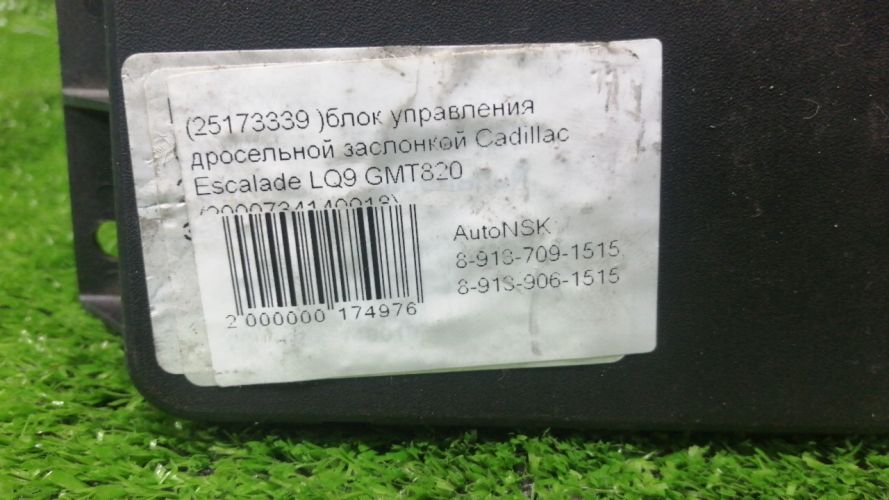 (25173339 )блок управления
дросельной заслонкой Cadillac
Escalade LQ9 GMT820
AutoNSK
8-913-709-1515
8-913-906-1515
2 000000 174976